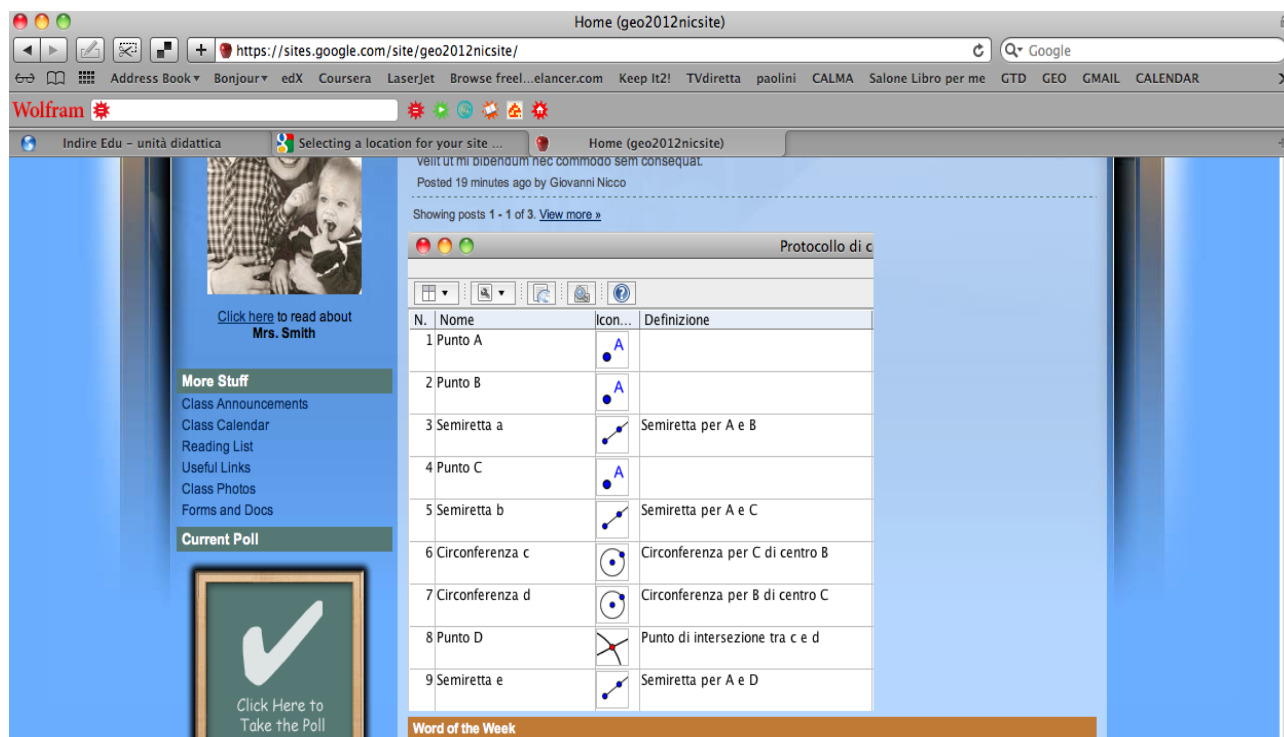 Home (geo2012nicsite)
https://sites.google.com/site/geo2012nicsite/
Google
Address Book Bonjour edX Coursera LaserJet Browse freel...elancer.com Keep It2! TVdiretta paolini CALMA Salone Libro per me GTD GEO GMAIL CALENDAR
Wolfram
Indire Edu – unità didattica Selecting a location for your site ... Home (geo2012nicsite)
velit ut mi bibendum nec commodo sem consequat.
Posted 19 minutes ago by Giovanni Nicco
Showing posts 1 - 1 of 3. View more »
Click here to read about
Mrs. Smith
More Stuff
Class Announcements
Class Calendar
Reading List
Useful Links
Class Photos
Forms and Docs
Current Poll
Click Here to
Take the Poll
Protocollo di c
N. Nome Icon... Definizione
1 Punto A A
2 Punto B A
3 Semiretta a Semiretta per A e B
4 Punto C A
5 Semiretta b Semiretta per A e C
6 Circonferenza c Circonferenza per C di centro B
7 Circonferenza d Circonferenza per B di centro C
8 Punto D Punto di intersezione tra c e d
9 Semiretta e Semiretta per A e D
Word of the Week